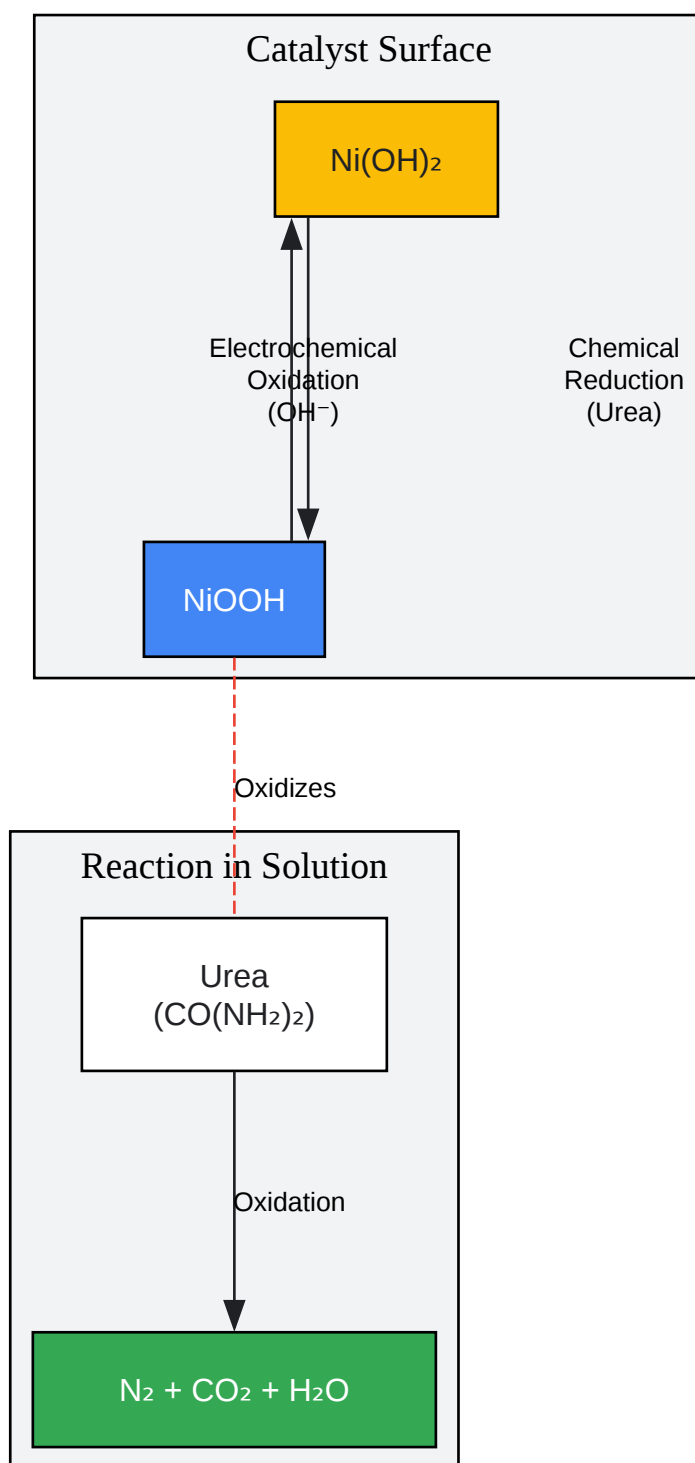 Catalyst Surface
Ni(OH)₂
Electrochemical
Oxidation
(OH⁻)
Chemical
Reduction
(Urea)
NiOOH
Oxidizes
Reaction in Solution
Urea
(CO(NH₂)₂)
Oxidation
N₂ + CO₂ + H₂O